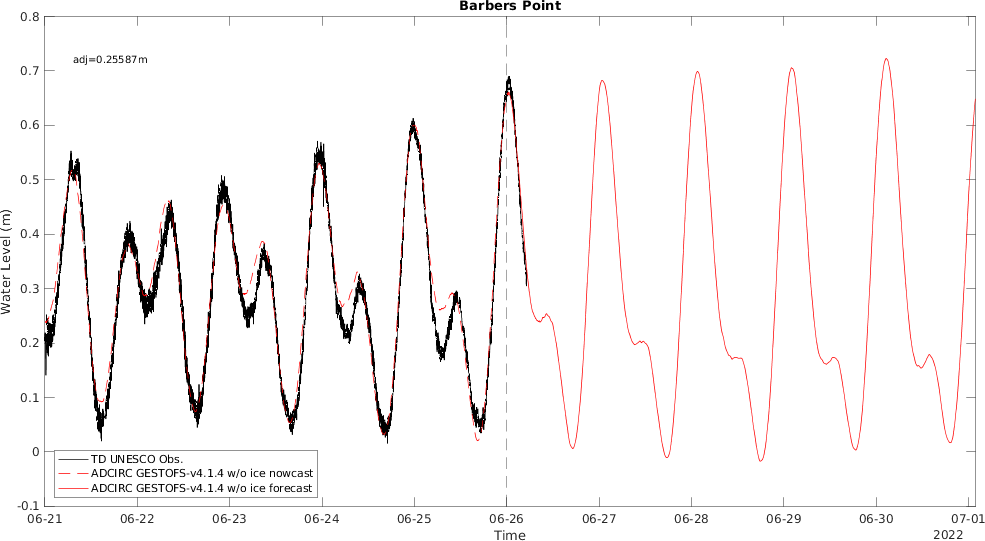 Barbers Point
adj=0.25587m
0.8
0.7
0.6
0.5
0.4
0.3
0.2
0.1
0
-0.1
Water Level (m)
TD UNESCO Obs.
ADCIRC GESTOFS-v4.1.4 w/o ice nowcast
ADCIRC GESTOFS-v4.1.4 w/o ice forecast
06-21 06-22 06-23 06-24 06-25 06-26 06-27 06-28 06-29 06-30 07-01
Time
2022